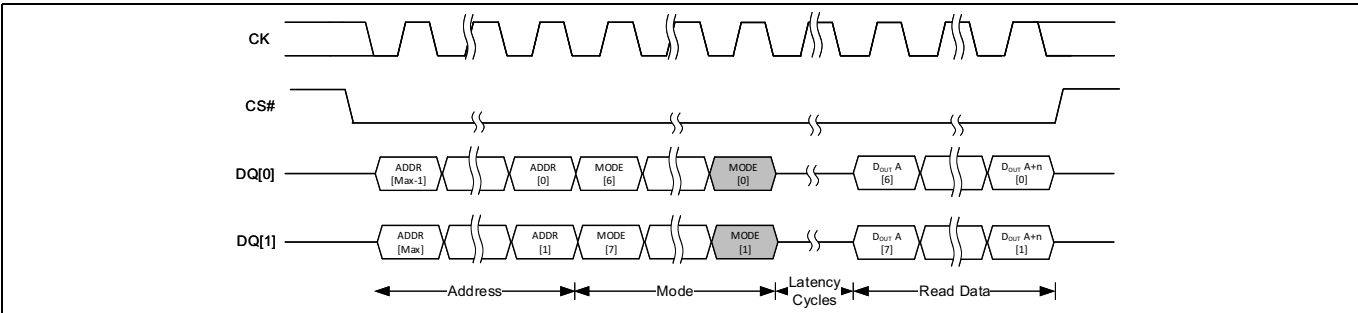 CK
CS#
DQ[0]
ADDR
[Max-1]
ADDR
[0]
MODE
[6]
MODE
[0]
DOUT A
[6]
DOUT A+n
[0]
DQ[1]
ADDR
[Max]
ADDR
[1]
MODE
[7]
MODE
[1]
DOUT A
[7]
DOUT A+n
[1]
Address
Mode
Latency
Cycles
Read Data